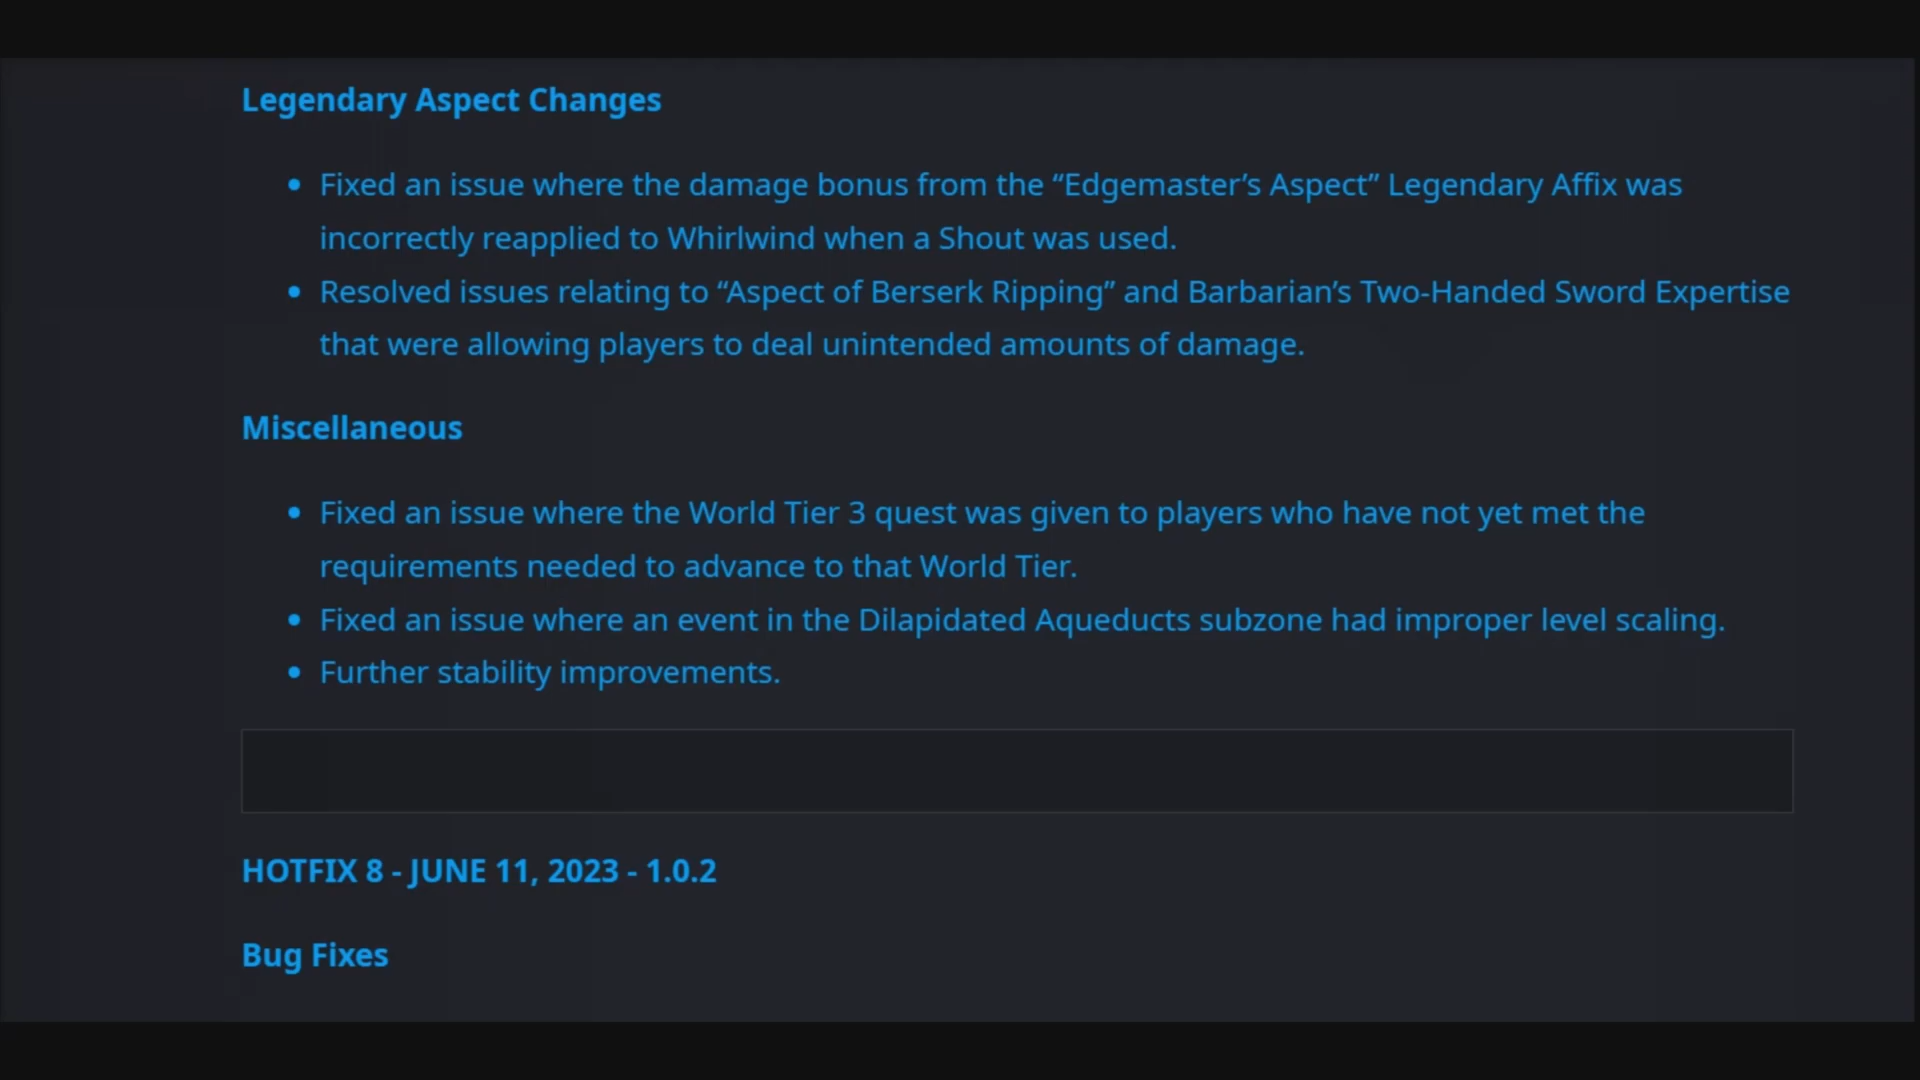 Legendary Aspect Changes
• Fixed an issue where the damage bonus from the “Edgemaster’s Aspect” Legendary Affix was
incorrectly reapplied to Whirlwind when a Shout was used.
• Resolved issues relating to “Aspect of Berserk Ripping” and Barbarian’s Two-Handed Sword Expertise
that were allowing players to deal unintended amounts of damage.
Miscellaneous
• Fixed an issue where the World Tier 3 quest was given to players who have not yet met the
requirements needed to advance to that World Tier.
• Fixed an issue where an event in the Dilapidated Aqueducts subzone had improper level scaling.
• Further stability improvements.
HOTFIX 8 - JUNE 11, 2023 - 1.0.2
Bug Fixes